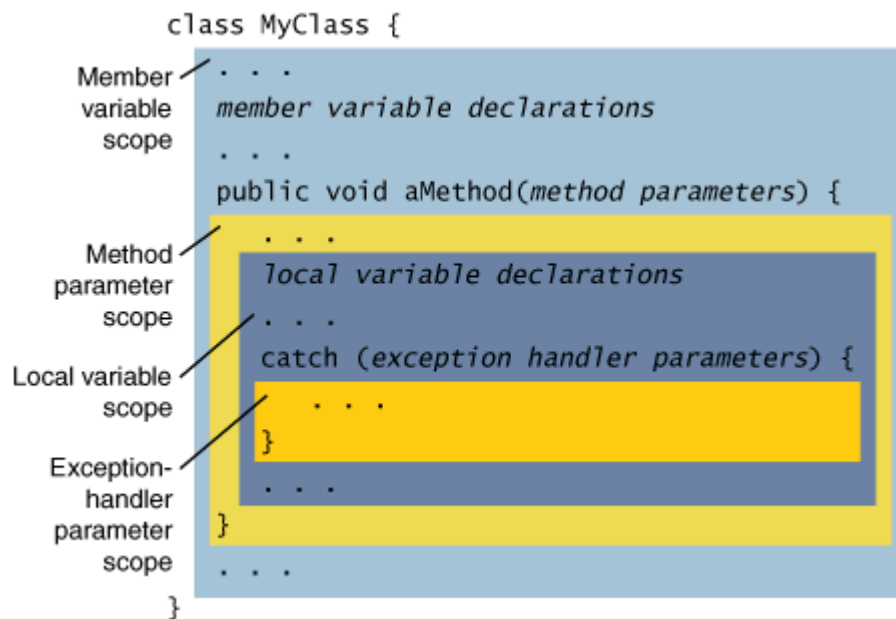 class MyClass {
Member
variable
scope
. . .
member variable declarations
. . .
public void aMethod(method parameters) {
Method
parameter
scope
. . .
local variable declarations
. . .
Local variable
scope
catch (exception handler parameters) {
. . .
}
Exception-
handler
parameter
scope
. . .
}
. . .
}